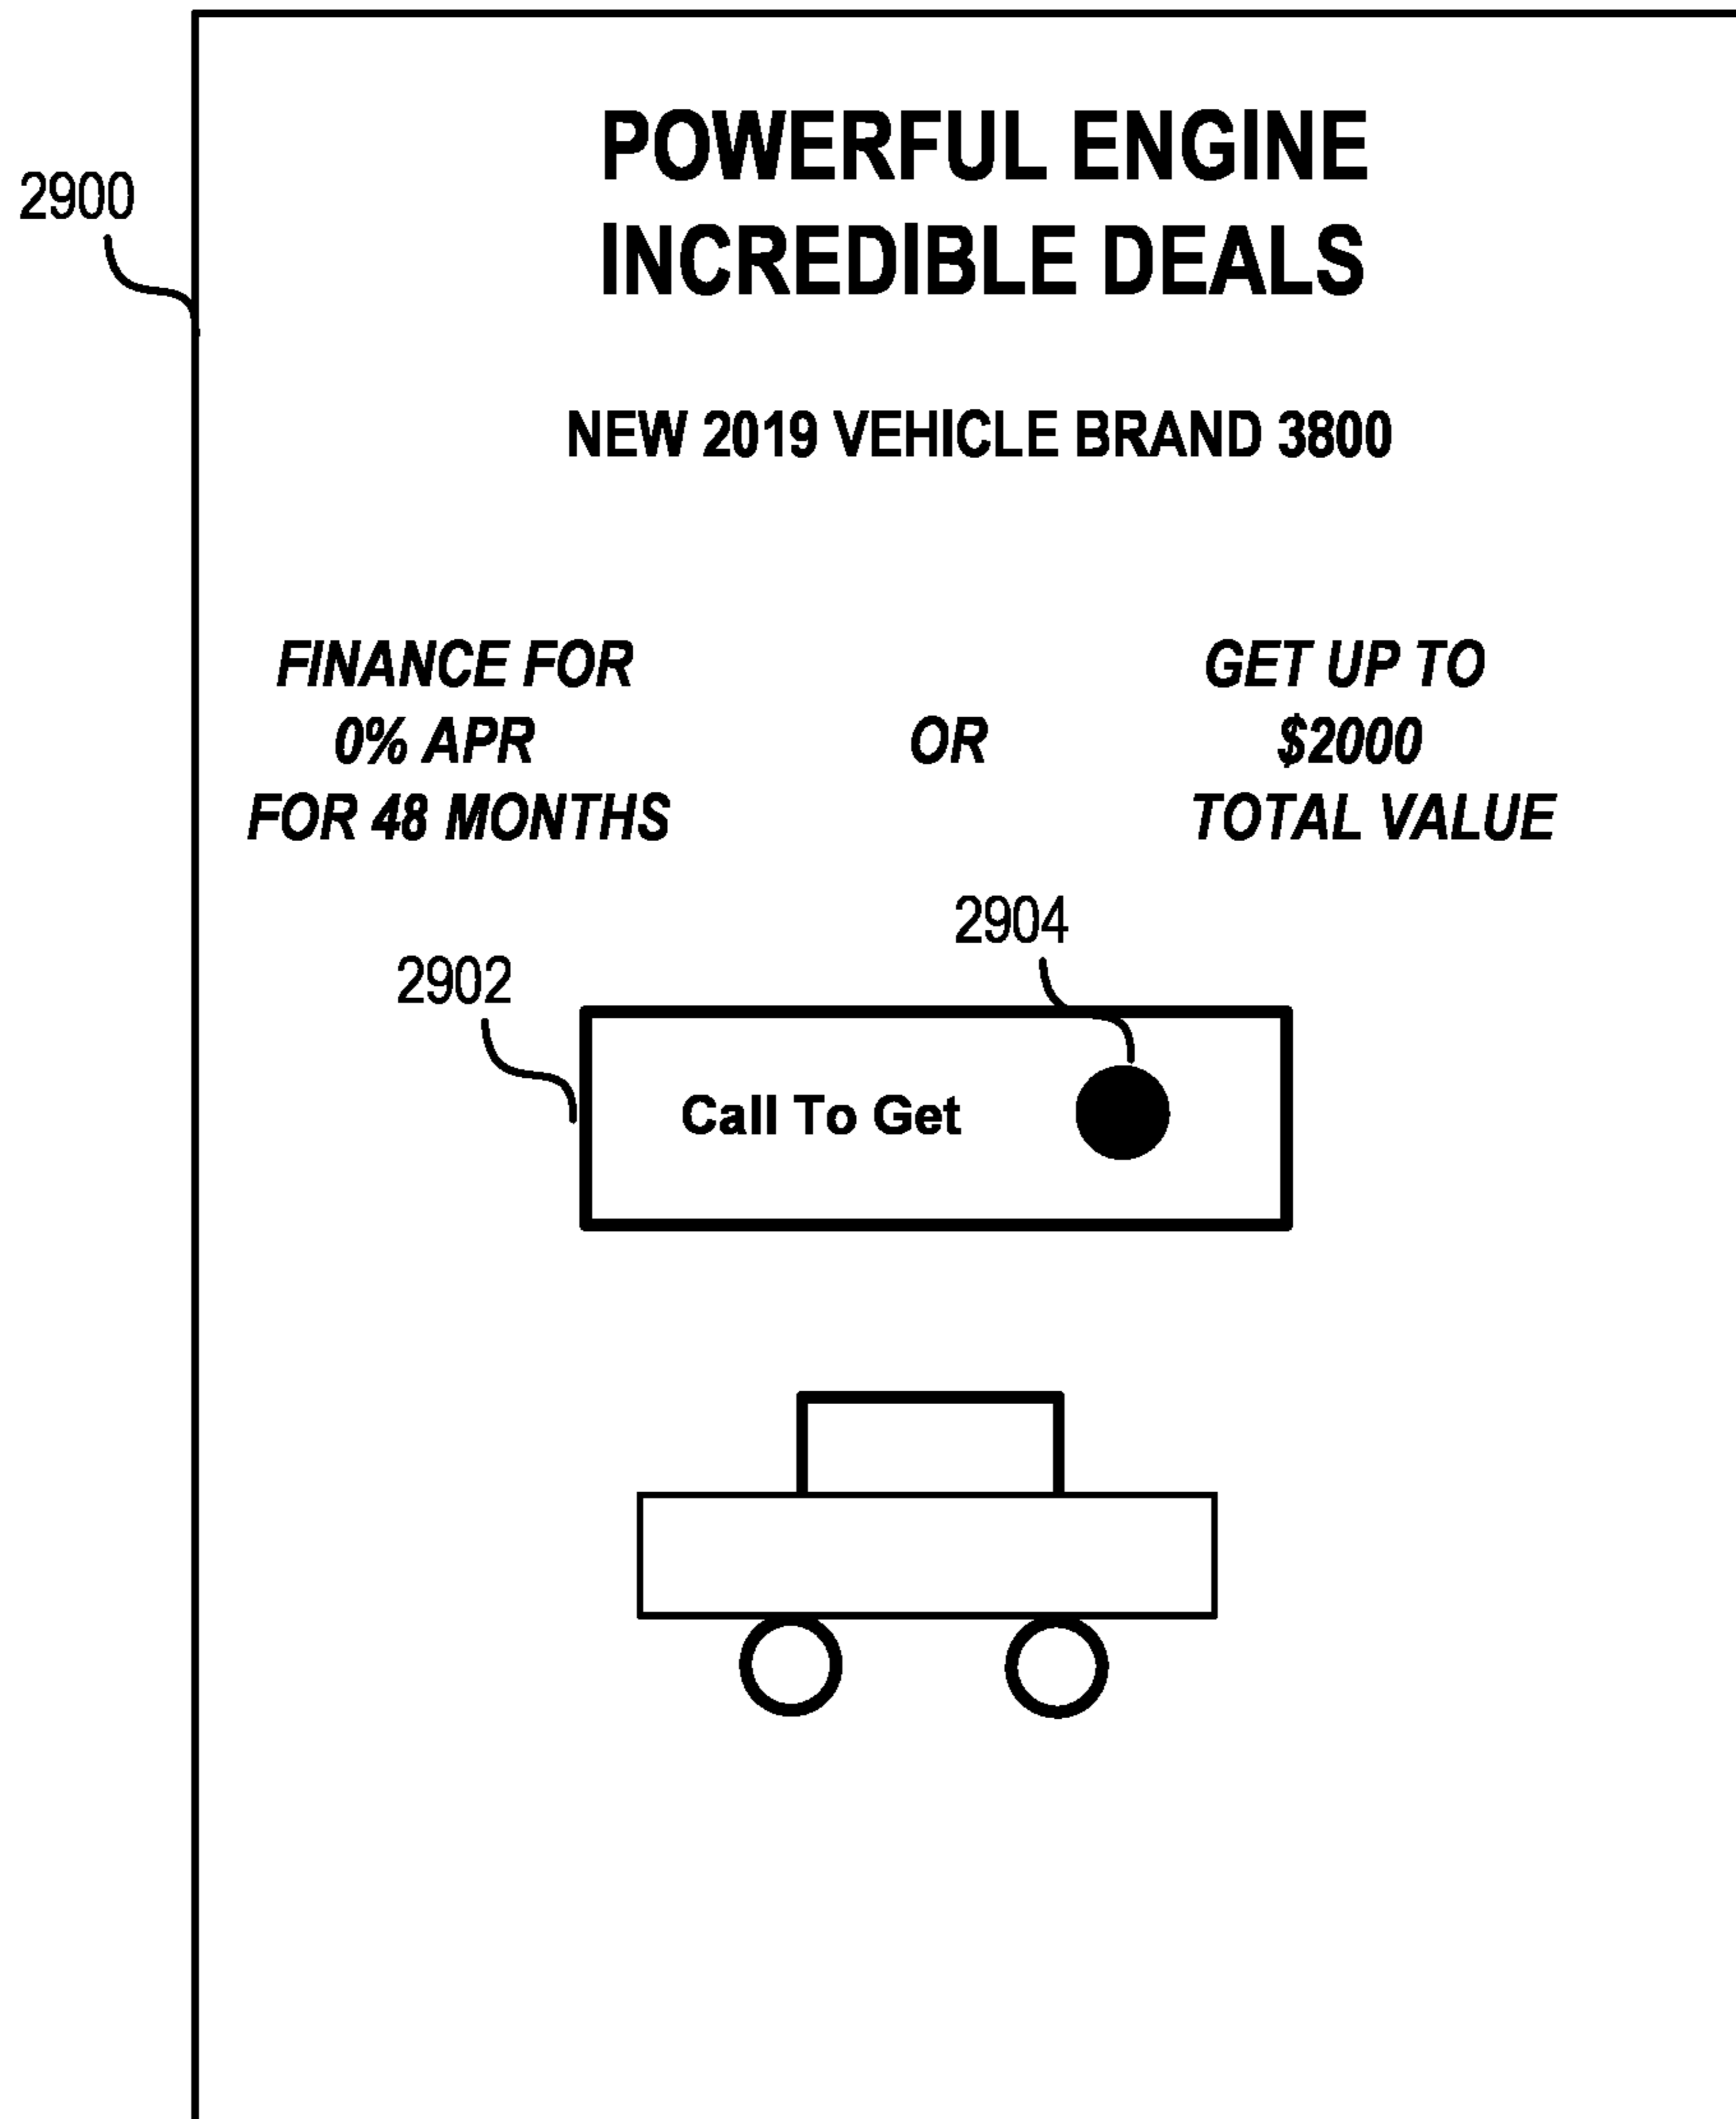 POWERFUL ENGINE
INCREDIBLE DEALS
2900
NEW 2019 VEHICLE BRAND 3800
FINANCE FOR
0% APR
FOR 48 MONTHS
OR
GET UP TO
$2000
TOTAL VALUE
2904
2902
Call To Get